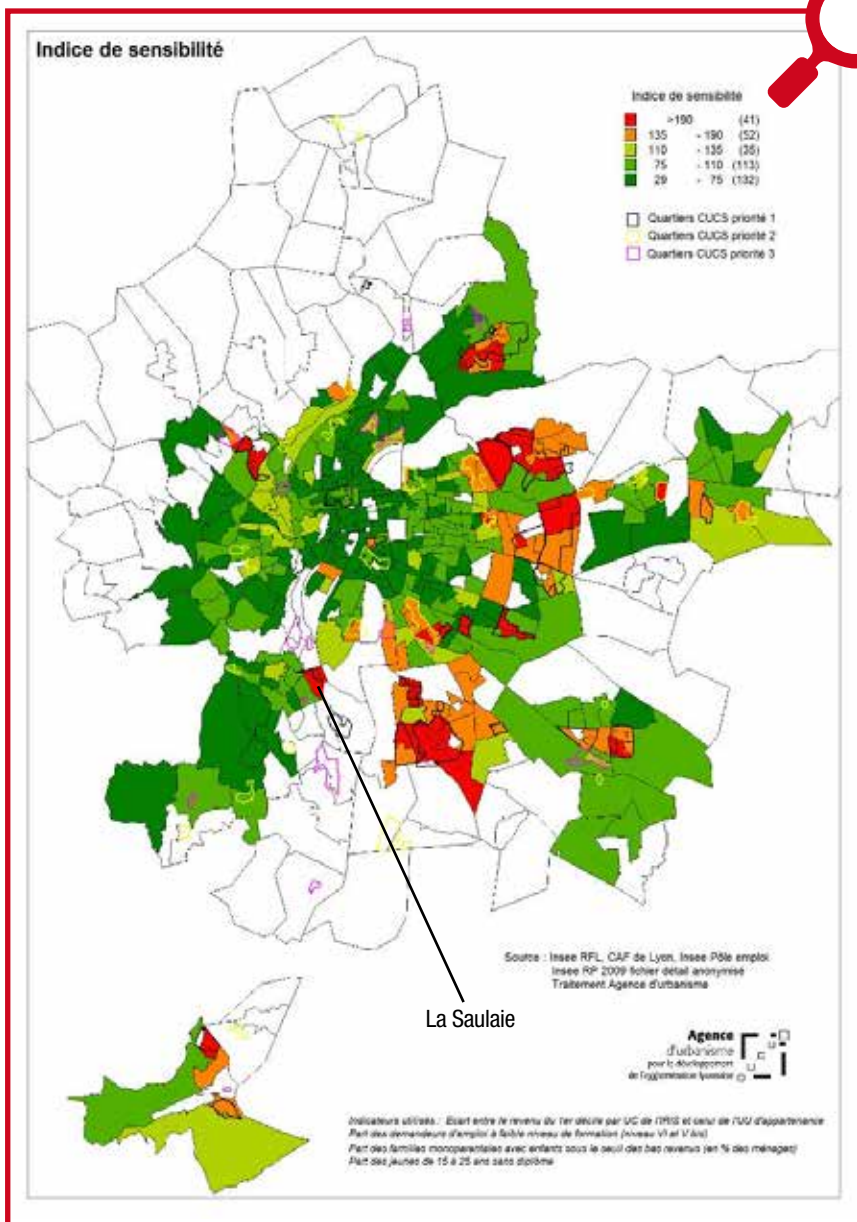 Indice de sensibilité
Indice de sensibilité
>190 (41)
135 - 190 (52)
110 - 135 (35)
75 - 110 (113)
29 - 75 (132)
Quartiers CUCS priorité 1
Quartiers CUCS priorité 2
Quartiers CUCS priorité 3
Source : Insee RFL, CAF de Lyon, Insee Pôle emploi
Insee RP 2009 fichier détail anonymisé
Traitement Agence d'urbanisme
La Saulaie
Agence
d'urbanisme
pour le développement
de l'agglomération lyonnaise
Indicateurs utilisés : Ecart entre le revenu du 1er décile par UC de l'IRIS et celui de l'UU d'appartenance
Part des demandeurs d'emploi à faible niveau de formation (niveau VI et V bis)
Part des familles monoparentales avec enfants sous le seuil des bas revenus (en % des ménages)
Part des jeunes de 15 à 25 ans sans diplôme